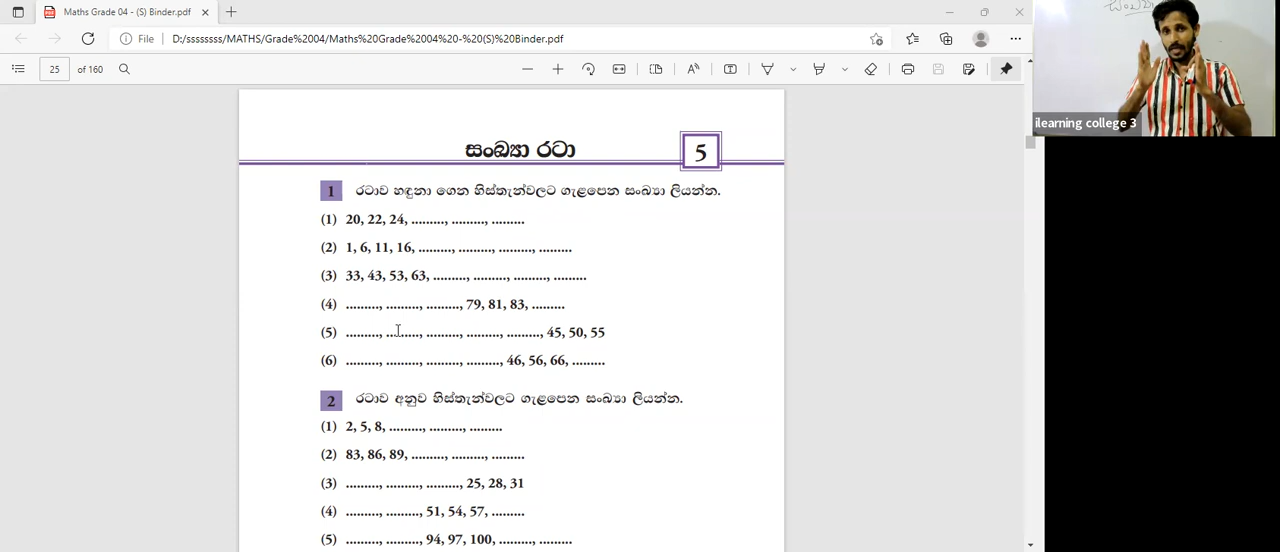 Maths Grade 04 - (S) Binder.pdf
File D:/ssssssss/MATHS/Grade%2004/Maths%20Grade%2004%20-%20(S)%20Binder.pdf
25 of 160
ilearning college 3
සංඛ්‍යා රටා 5
1 රටාව හඳුනා ගෙන හිස්තැන්වලට ගැළපෙන සංඛ්‍යා ලියන්න.
(1) 20, 22, 24, ........., ........., .........
(2) 1, 6, 11, 16, ........., ........., ........., .........
(3) 33, 43, 53, 63, ........., ........., ........., .........
(4) ........., ........., ........., 79, 81, 83, .........
(5) ........., ........., ........., ........., ........., 45, 50, 55
(6) ........., ........., ........., ........., 46, 56, 66, .........
2 රටාව අනුව හිස්තැන්වලට ගැළපෙන සංඛ්‍යා ලියන්න.
(1) 2, 5, 8, ........., ........., .........
(2) 83, 86, 89, ........., ........., .........
(3) ........., ........., ........., 25, 28, 31
(4) ........., ........., 51, 54, 57, .........
(5) ........., ........., 94, 97, 100, ........., .........